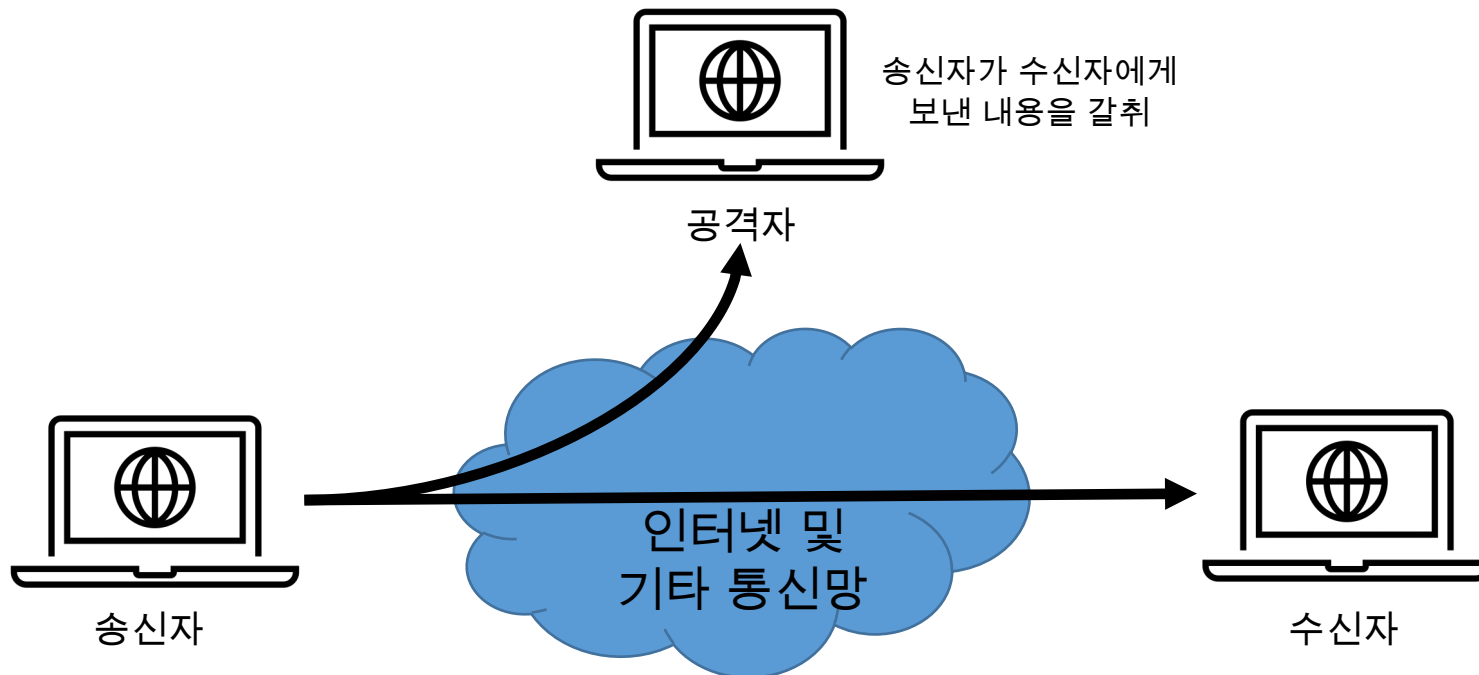 송신자가 수신자에게
보낸 내용을 갈취
공격자
인터넷 및
기타 통신망
송신자
수신자